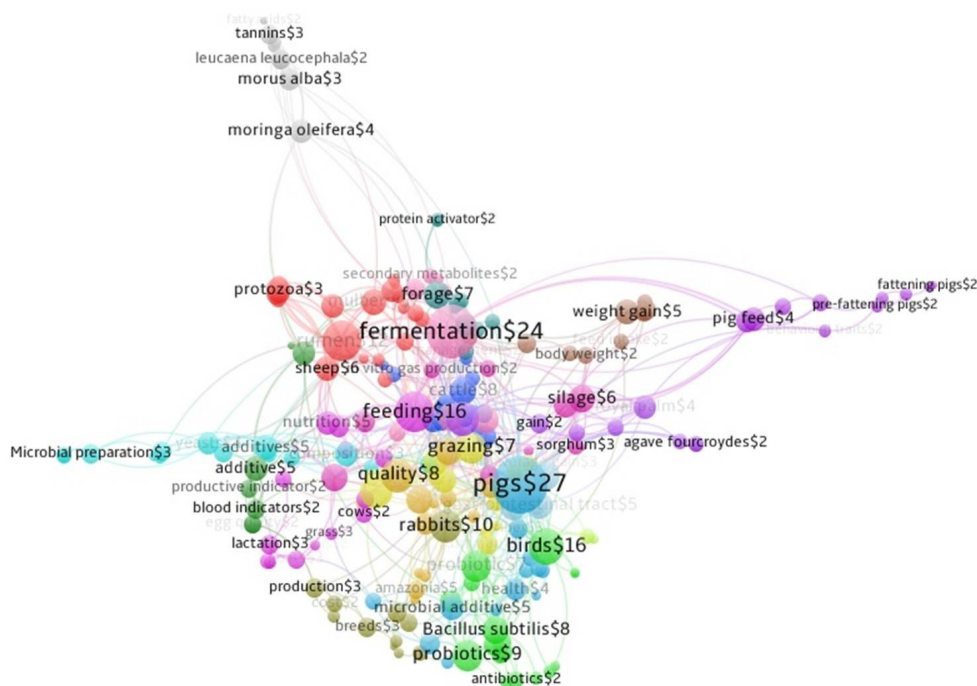 fatty acids$2
tannins$3
leucaena leucocephala$2
morus alba$3
moringa oleifera$4
protein activator$2
secondary metabolites$2
protozoa$3
forage$7
fattening pigs$2
pre-fattening pigs$2
weight gain$5
pig feed$4
fermentation$24
body weight$2
sheep$6
vitro gas production$2
cattle$8
silage$6
royal palm$4
feeding$16
nutrition$5
gain$2
grazing$7
sorghum$3
agave fourcroydes$2
Microbial preparation$3
additives$5
additive$5
quality$8
productive indicator$2
pigs$27
blood indicators$2
cows$2
rabbits$10
grass$3
lactation$3
birds$16
probiotic
production$3
amazonia$5
health$4
microbial additive$5
breeds$3
Bacillus subtilis$8
probiotics$9
antibiotics$2